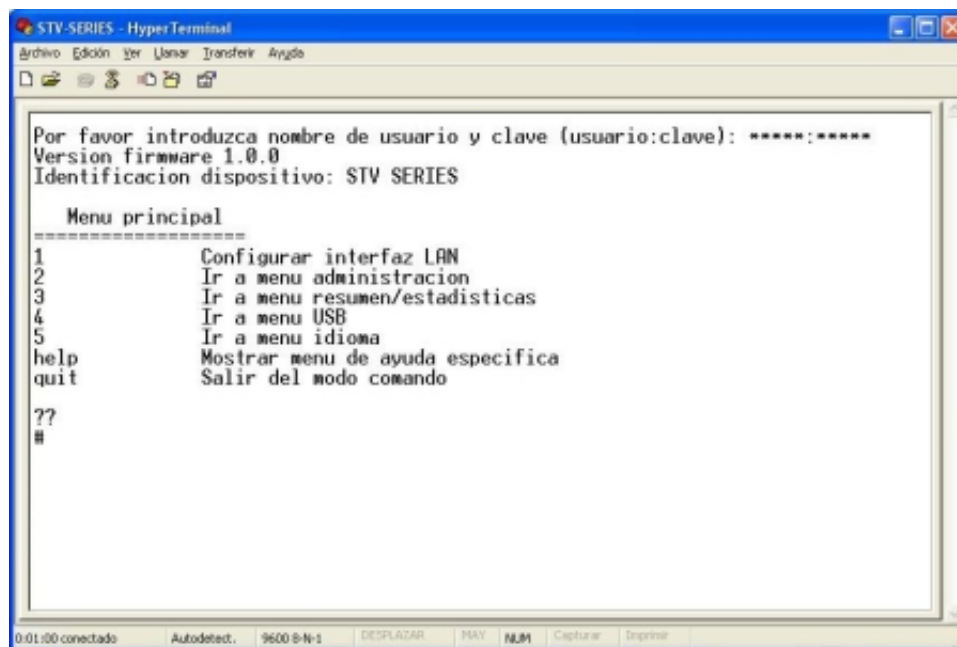 STV-SERIES - HyperTerminal
Archivo Edición Ver Llamar Transferir Ayuda
Por favor introduzca nombre de usuario y clave (usuario:clave): *****:*****
Version firmware 1.0.0
Identificacion dispositivo: STV SERIES
Menu principal
===================
1 Configurar interfaz LAN
2 Ir a menu administracion
3 Ir a menu resumen/estadisticas
4 Ir a menu USB
5 Ir a menu idioma
help Mostrar menu de ayuda especifica
quit Salir del modo comando
??
#
0:01:00 conectado Autodetect. 9600 8-N-1 DESPLAZAR MAY NUM Capturar Imprimir